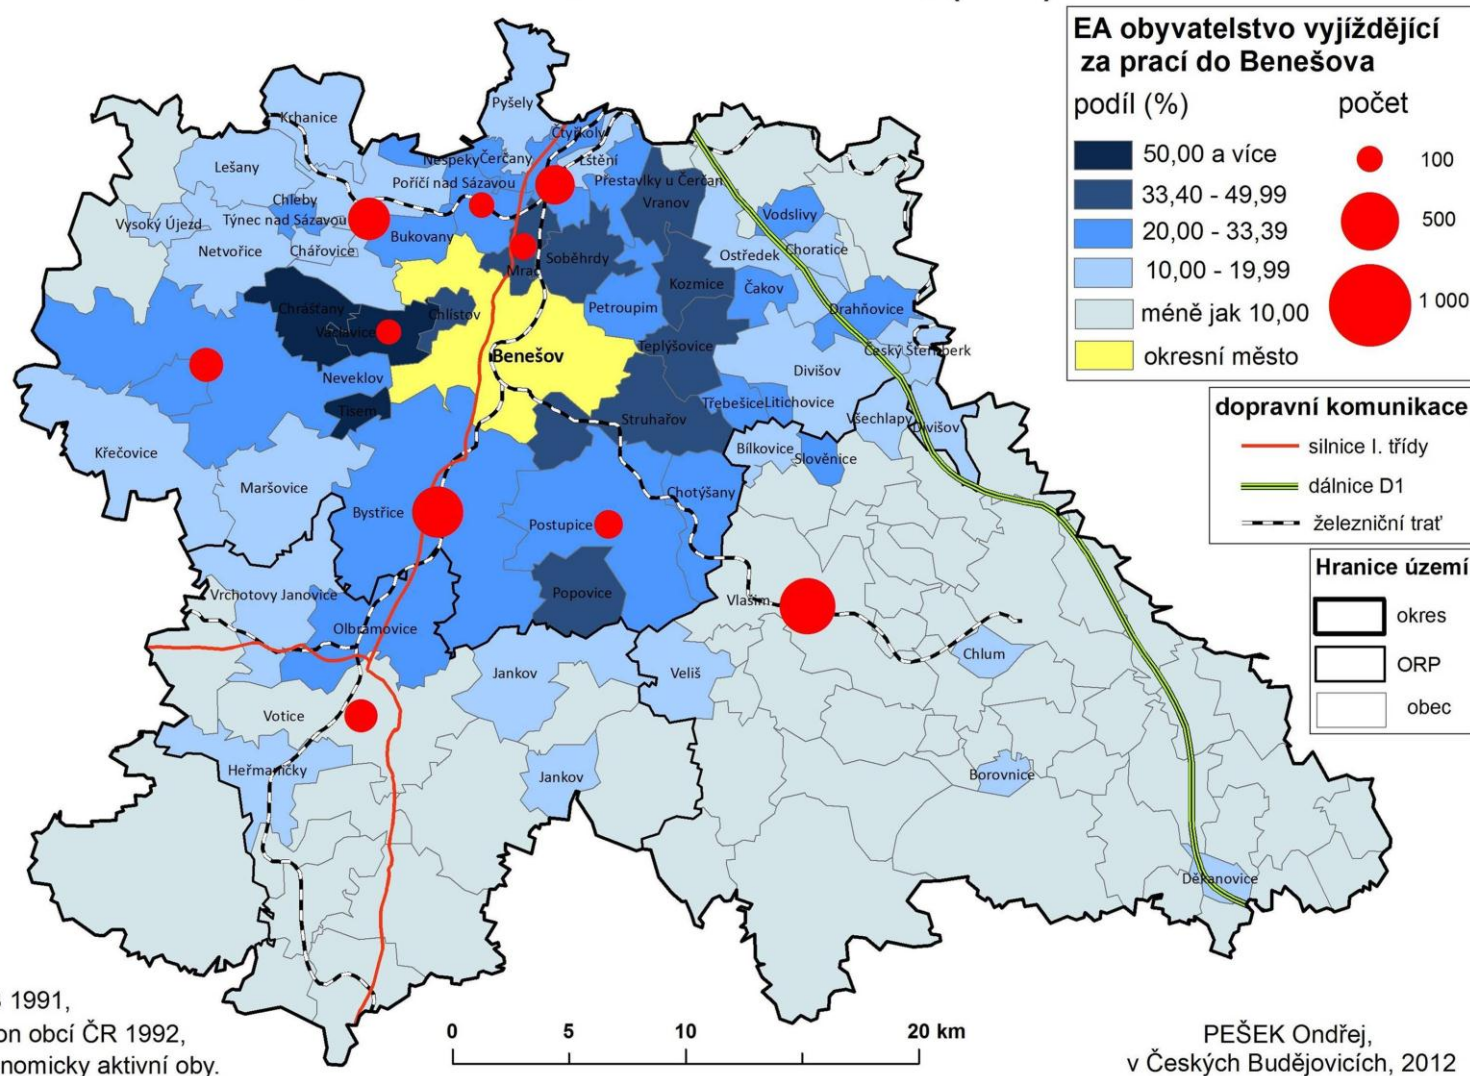 EA obyvatelstvo vyjíždějící
za prací do Benešova
podíl (%)
počet
50,00 a více
33,40 - 49,99
20,00 - 33,39
10,00 - 19,99
méně jak 10,00
okresní město
100
500
1 000
dopravní komunikace
silnice I. třídy
dálnice D1
železniční trať
Hranice území
okres
ORP
obec
Pyšely
Krhanice
Čtyřkoly
Nespeky
Čerčany
Lštění
Lešany
Poříčí nad Sázavou
Přestavlky u Čerčan
Chleby
Vranov
Vysoký Újezd
Týnec nad Sázavou
Vodslivy
Bukovany
Netvořice
Chářovice
Soběhrdy
Ostředek
Choratice
Mrač
Kozmice
Čakov
Chrášťany
Chlístov
Petroupim
Drahňovice
Václavice
Teplýšovice
Český Šternberk
Benešov
Divišov
Neveklov
Tisem
Struhařov
Třebešice
Litichovice
Všechlapy
Divišov
Křečovice
Bílkovice
Slověnice
Maršovice
Chotýšany
Bystřice
Postupice
Vrchotovy Janovice
Popovice
Vlašim
Olbramovice
Chlum
Jankov
Veliš
Votice
Heřmaničky
Jankov
Borovnice
Děkanovice
1991,
on obcí ČR 1992,
nomicky aktivní oby.
0 5 10 20 km
PEŠEK Ondřej,
v Českých Budějovicích, 2012